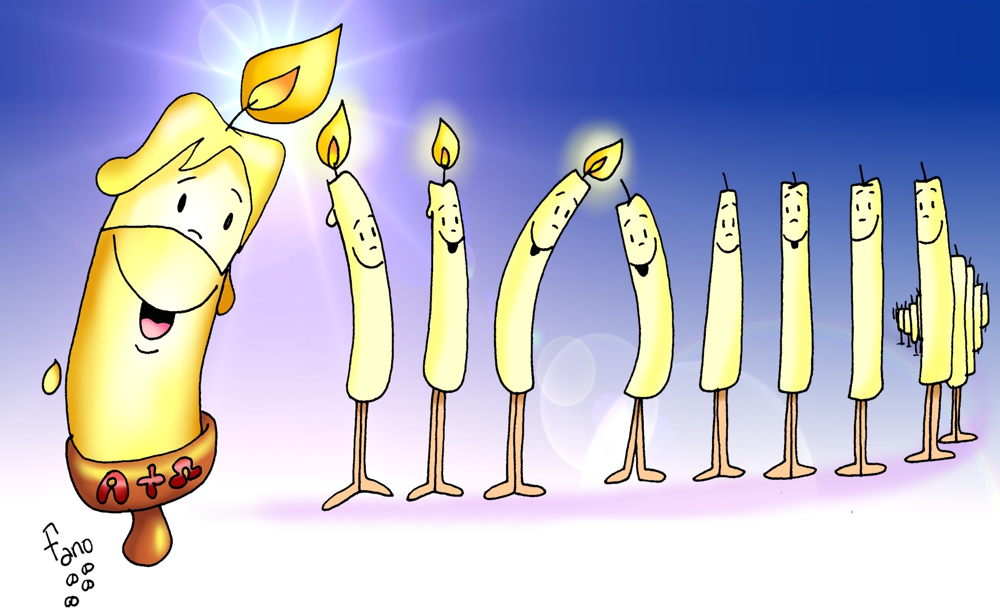 A + Ω
Fano